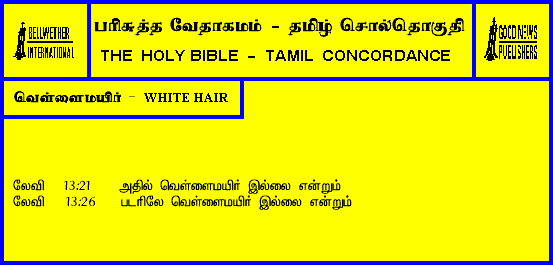 BELLWETHER
INTERNATIONAL
பரிசுத்த வேதாகமம் - தமிழ் சொல்தொகுதி
THE HOLY BIBLE - TAMIL CONCORDANCE
GOOD NEWS
PUBLISHERS
வெள்ளைமயிர் - WHITE HAIR
லேவி 13:21 அதில் வெள்ளைமயிர் இல்லை என்றும்
லேவி 13:26 படரிலே வெள்ளைமயிர் இல்லை என்றும்